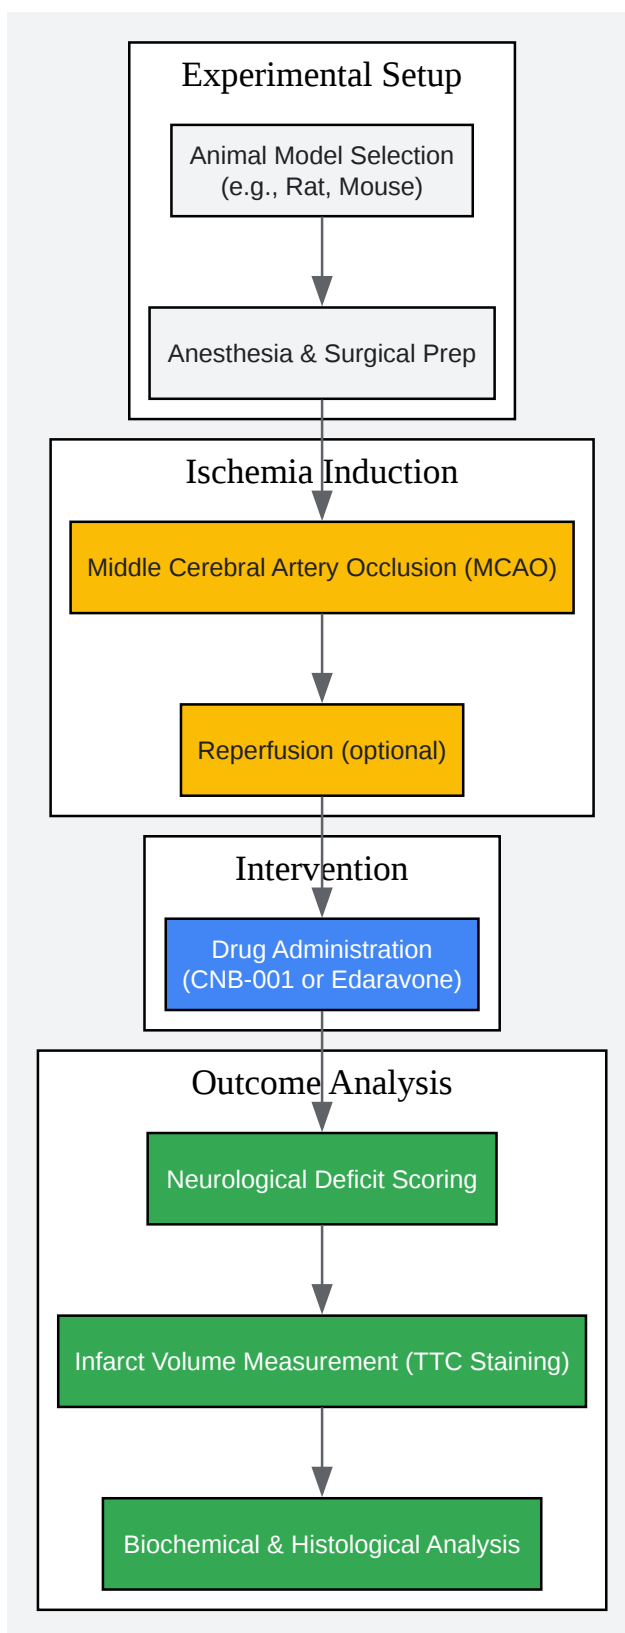 Experimental Setup
Animal Model Selection
(e.g., Rat, Mouse)
Anesthesia & Surgical Prep
Ischemia Induction
Middle Cerebral Artery Occlusion (MCAO)
Reperfusion (optional)
Intervention
Drug Administration
(CNB-001 or Edaravone)
Outcome Analysis
Neurological Deficit Scoring
Infarct Volume Measurement (TTC Staining)
Biochemical & Histological Analysis